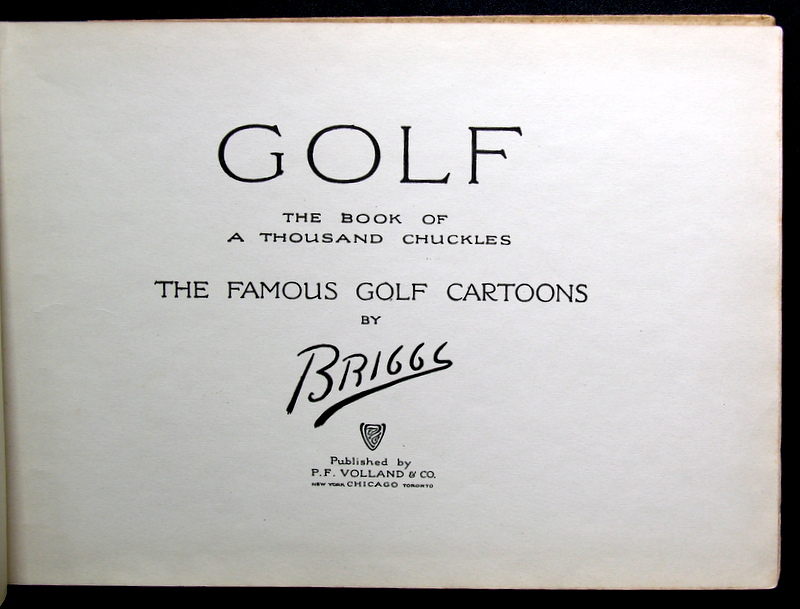 GOLF
THE BOOK OF
A THOUSAND CHUCKLES
THE FAMOUS GOLF CARTOONS
BY
BRIGGS
Published by
P.F. VOLLAND & CO.
NEW YORK CHICAGO TORONTO